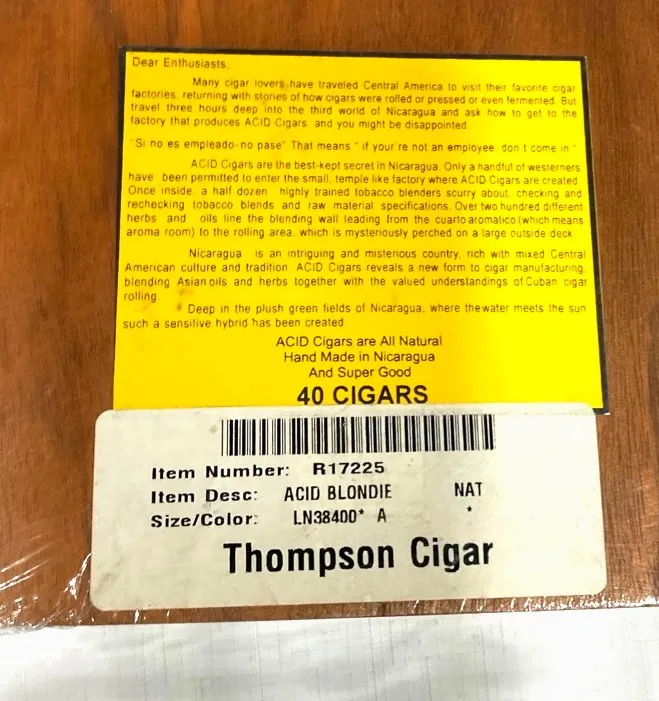 Dear Enthusiasts,
Many cigar lovers have traveled Central America to visit their favorite cigar
factories, returning with stories of how cigars were rolled or pressed or even fermented. But
travel three hours deep into the third world of Nicaragua and ask how to get to the
factory that produces ACID Cigars and you might be disappointed.
"Si no es empleado-no pase" That means " if your're not an employee don t come in "
ACID Cigars are the best-kept secret in Nicaragua. Only a handful of westerners
have been permitted to enter the small, temple like factory where ACID Cigars are created
Once inside, a half dozen highly trained tobacco blenders scurry about, checking and
rechecking tobacco blends and raw material specifications. Over two hundred different
herbs and oils line the blending wall leading from the cuarto aromatico (which means
aroma room) to the rolling area, which is mysteriously perched on a large outside deck.
Nicaragua is an intriguing and misterious country, rich with mixed Central
American culture and tradition. ACID Cigars reveals a new form to cigar manufacturing,
blending Asian oils and herbs together with the valued understandings of Cuban cigar
rolling.
Deep in the plush green fields of Nicaragua, where the water meets the sun
such a sensitive hybrid has been created.
ACID Cigars are All Natural
Hand Made in Nicaragua
And Super Good
40 CIGARS
Item Number: R17225
Item Desc: ACID BLONDIE NAT
Size/Color: LN38400* A *
Thompson Cigar